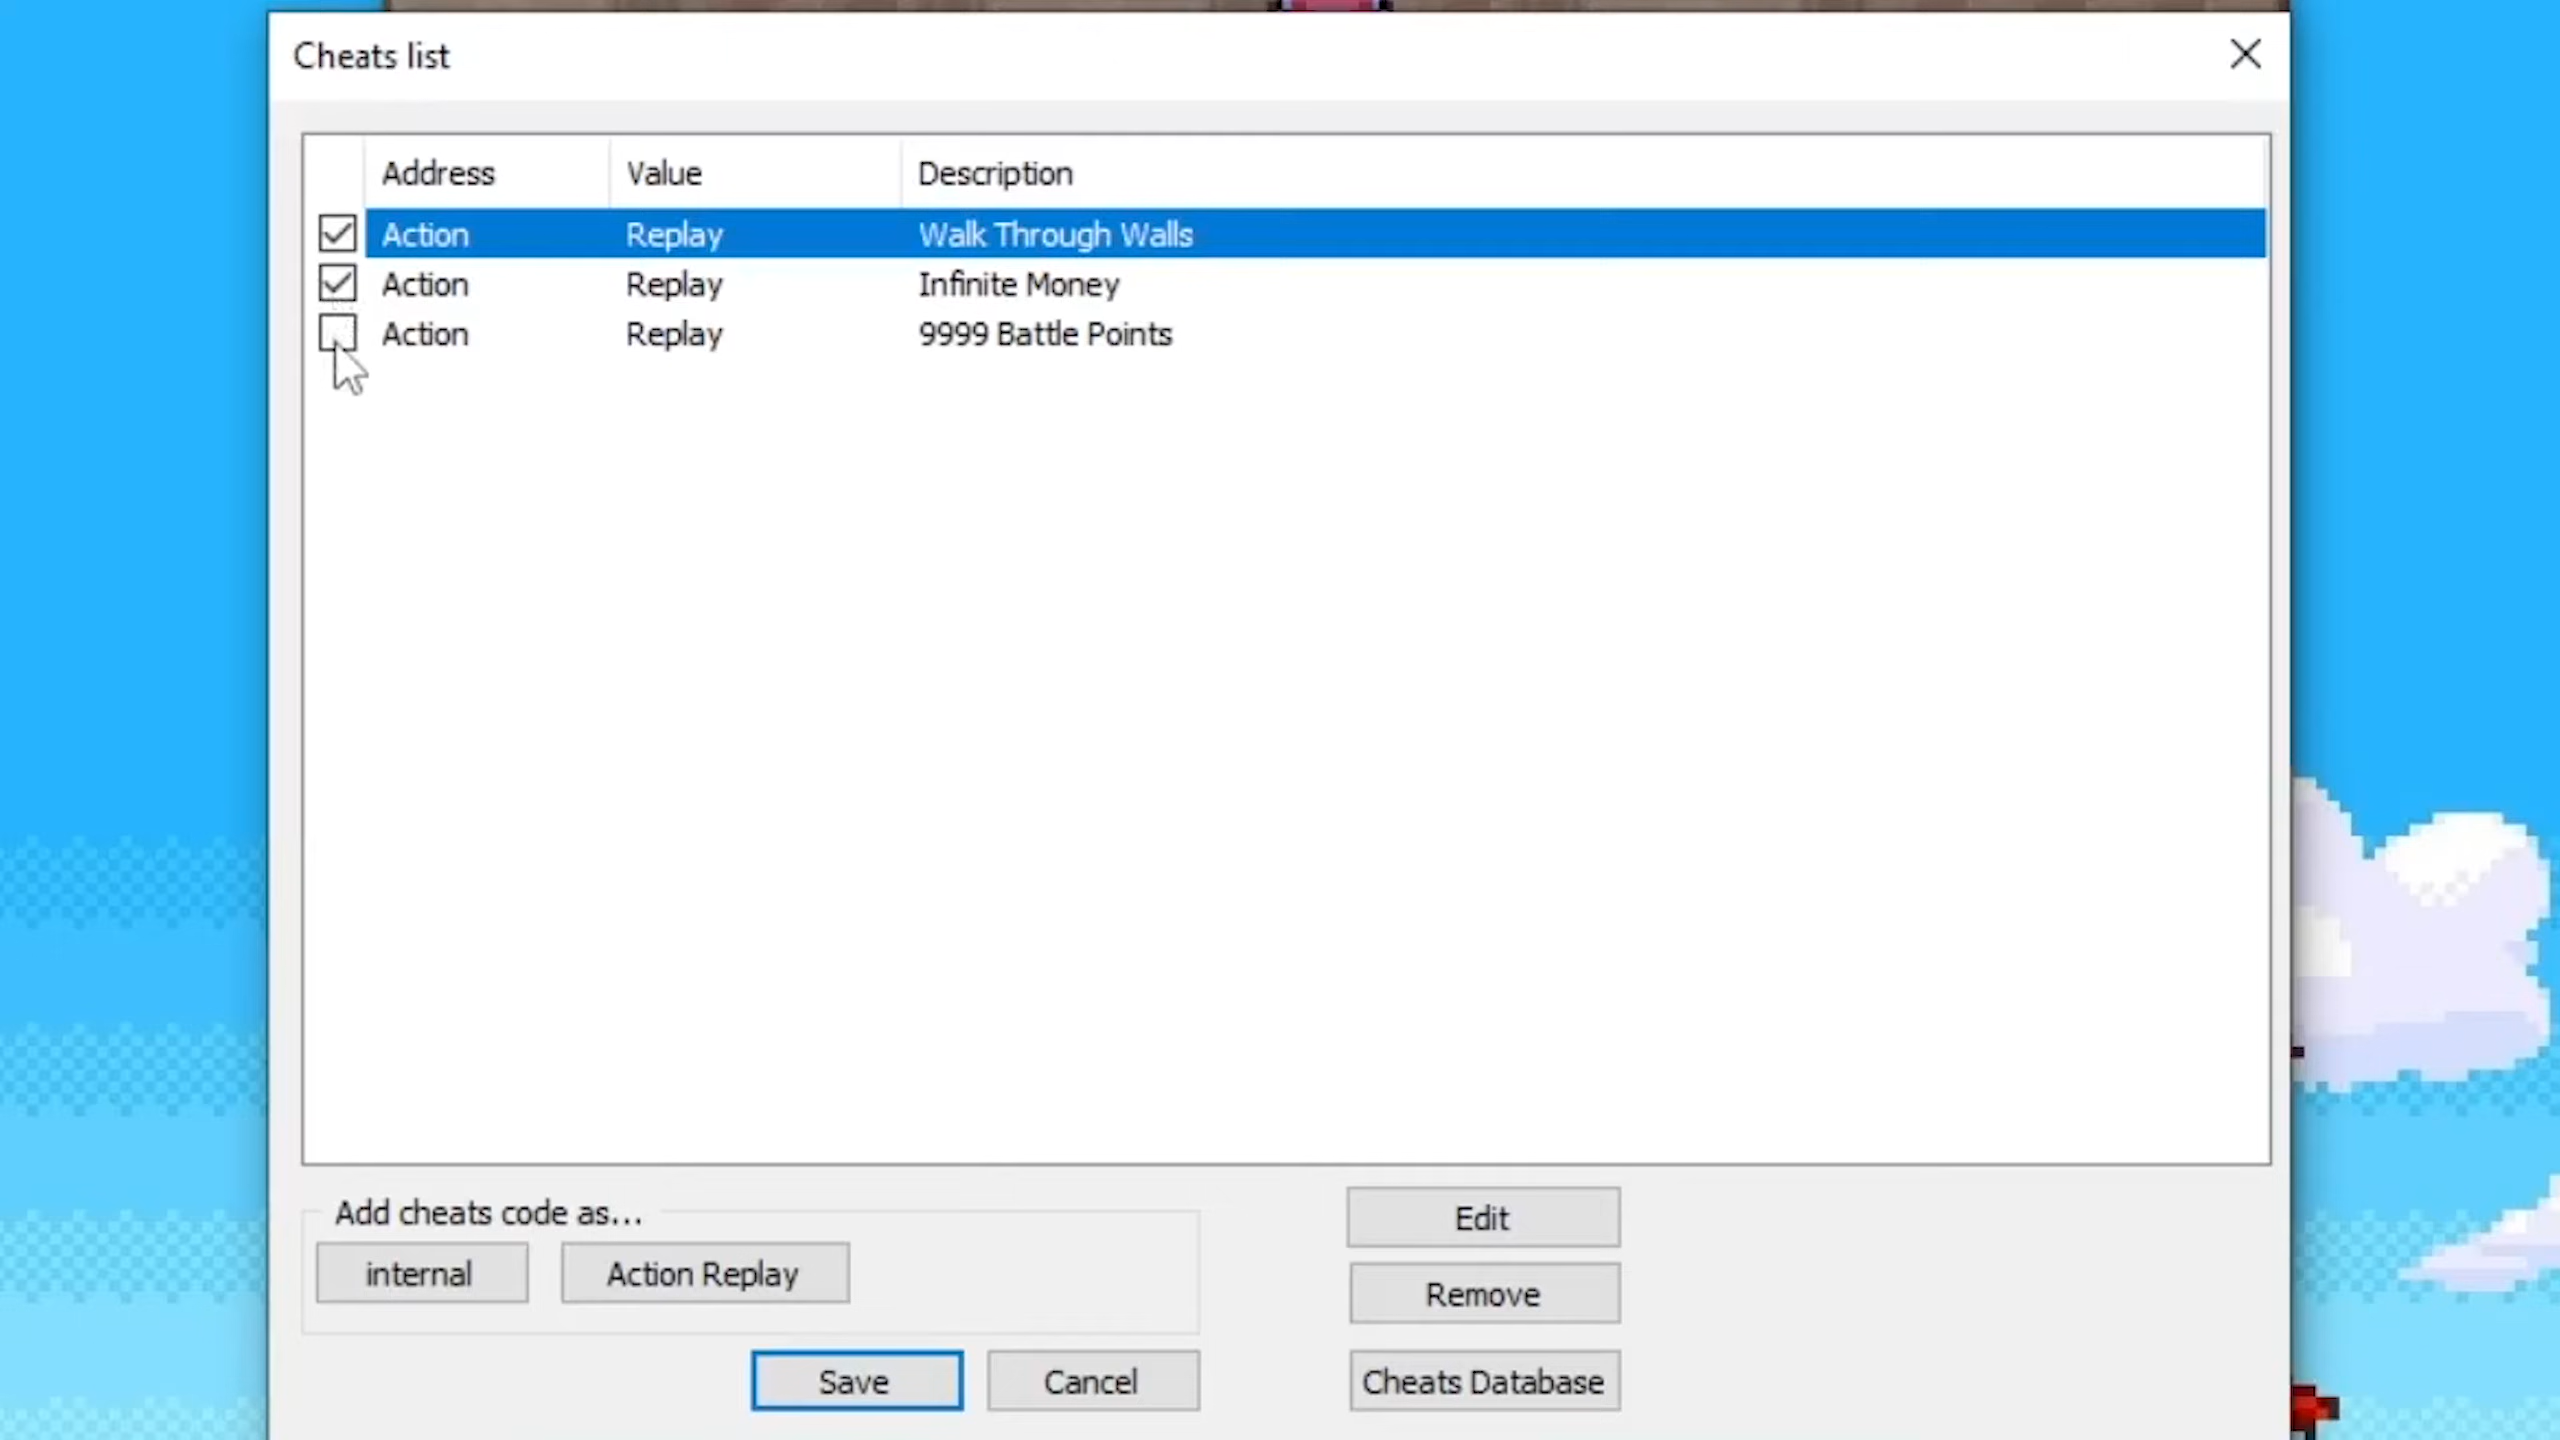 Cheats list
Address Value Description
Action Replay Walk Through Walls
Action Replay Infinite Money
Action Replay 9999 Battle Points
Add cheats code as...
internal Action Replay
Edit
Remove
Save Cancel Cheats Database